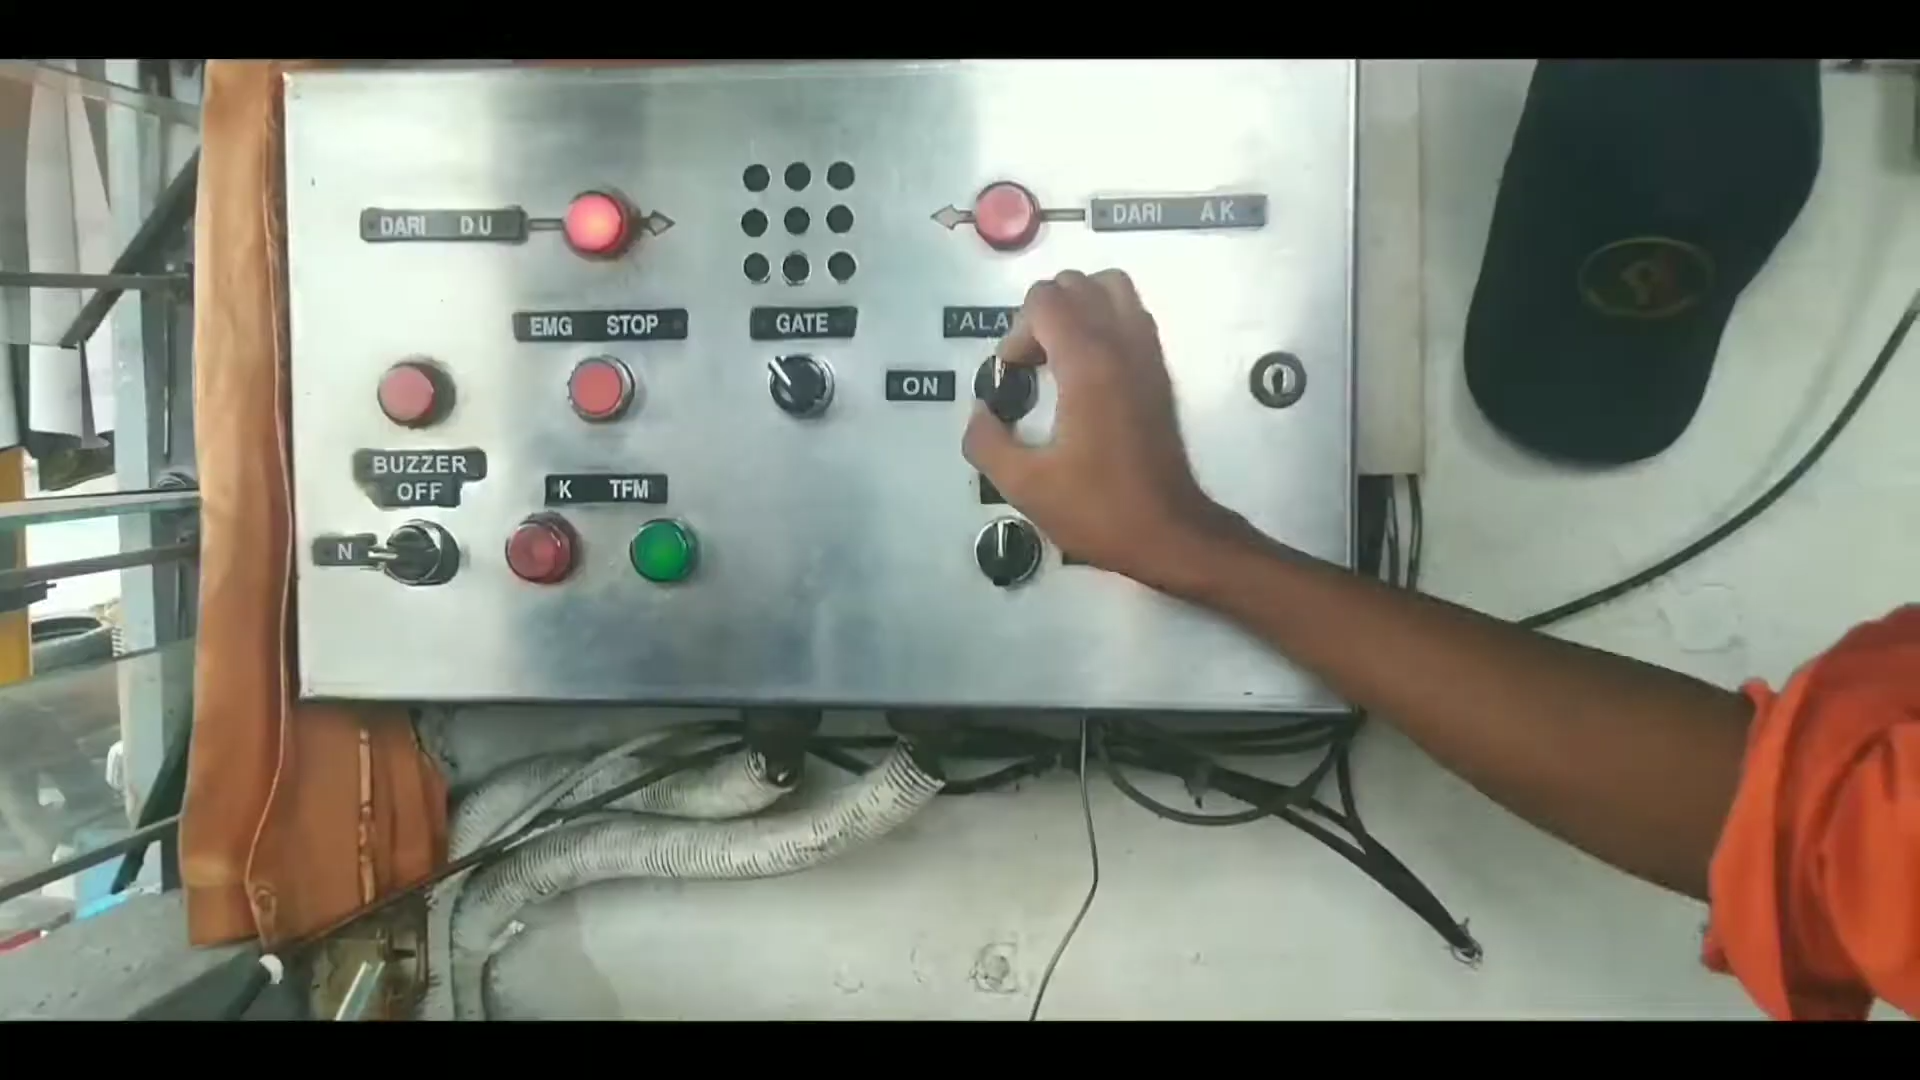 DARI DU
DARI AK
EMG STOP
GATE
ON
BUZZER
OFF
K TFM
N